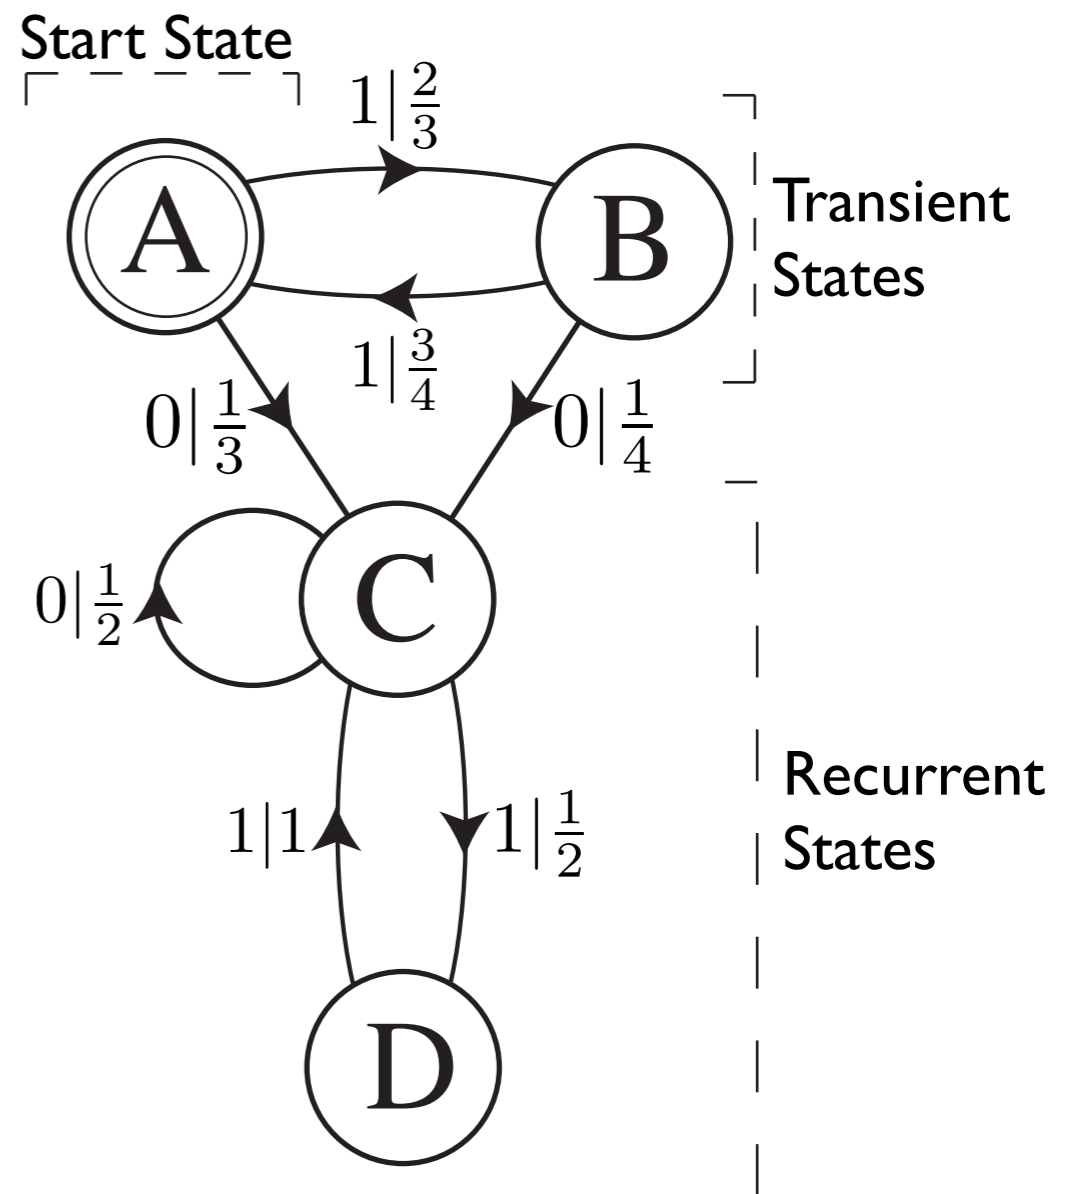 Start State
1|2/3
A
B
Transient
States
1|3/4
0|1/3
0|1/4
C
0|1/2
1|1
1|1/2
Recurrent
States
D